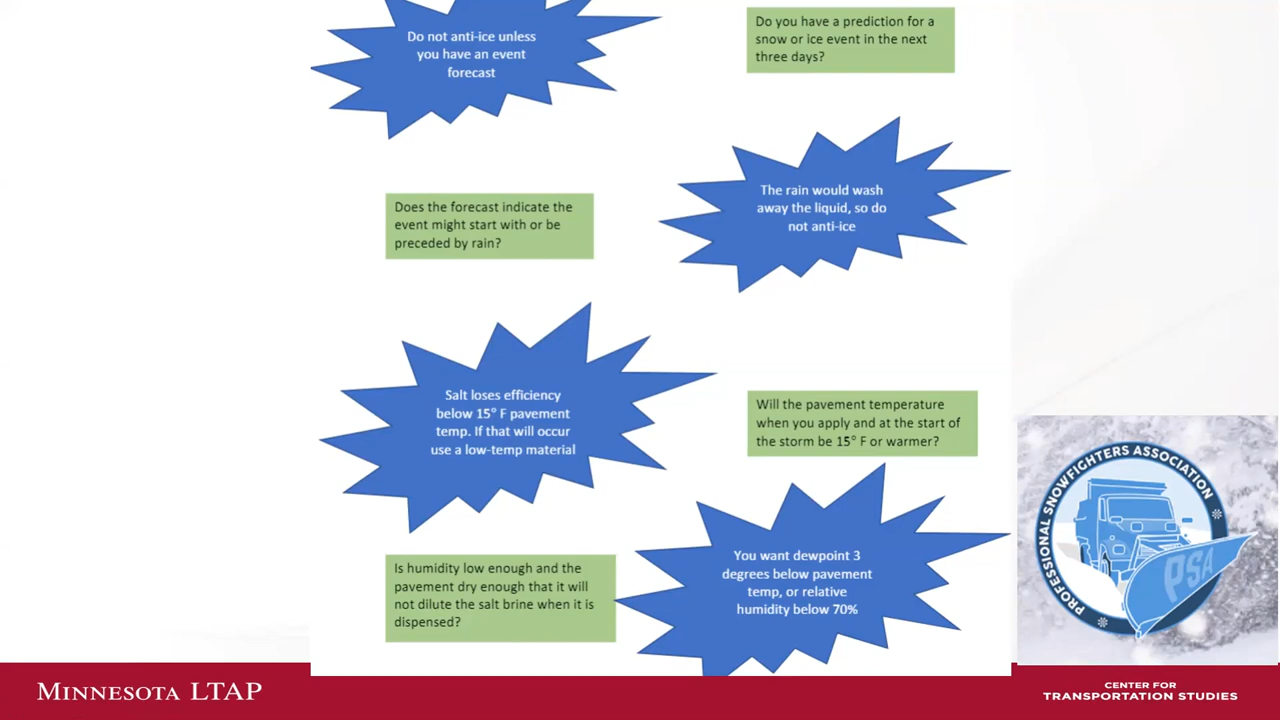 Do not anti-ice unless
you have an event
forecast
Do you have a prediction for a
snow or ice event in the next
three days?
Does the forecast indicate the
event might start with or be
preceded by rain?
The rain would wash
away the liquid, so do
not anti-ice
Salt loses efficiency
below 15° F pavement
temp. If that will occur
use a low-temp material
Will the pavement temperature
when you apply and at the start of
the storm be 15° F or warmer?
Is humidity low enough and the
pavement dry enough that it will
not dilute the salt brine when it is
dispensed?
You want dewpoint 3
degrees below pavement
temp, or relative
humidity below 70%
PROFESSIONAL SNOWFIGHTERS ASSOCIATION
PSA
MINNESOTA LTAP
CENTER FOR
TRANSPORTATION STUDIES